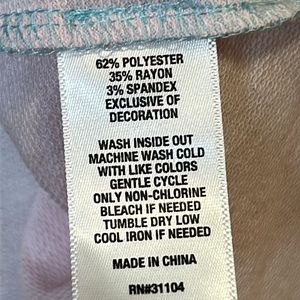 62% POLYESTER
35% RAYON
3% SPANDEX
EXCLUSIVE OF
DECORATION
WASH INSIDE OUT
MACHINE WASH COLD
WITH LIKE COLORS
GENTLE CYCLE
ONLY NON-CHLORINE
BLEACH IF NEEDED
TUMBLE DRY LOW
COOL IRON IF NEEDED
MADE IN CHINA
RN#31104